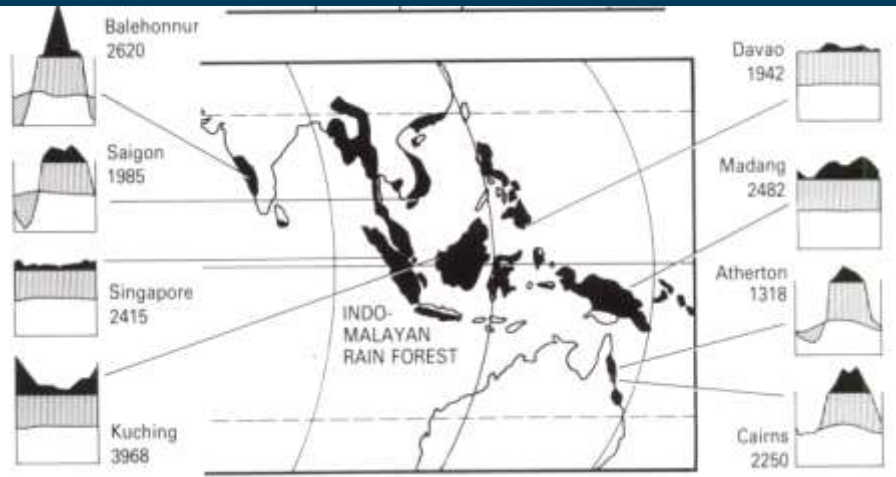 Balehonnur
2620
Saigon
1985
Singapore
2415
Kuching
3968
INDO-
MALAYAN
RAIN FOREST
Davao
1942
Madang
2482
Atherton
1318
Cairns
2250